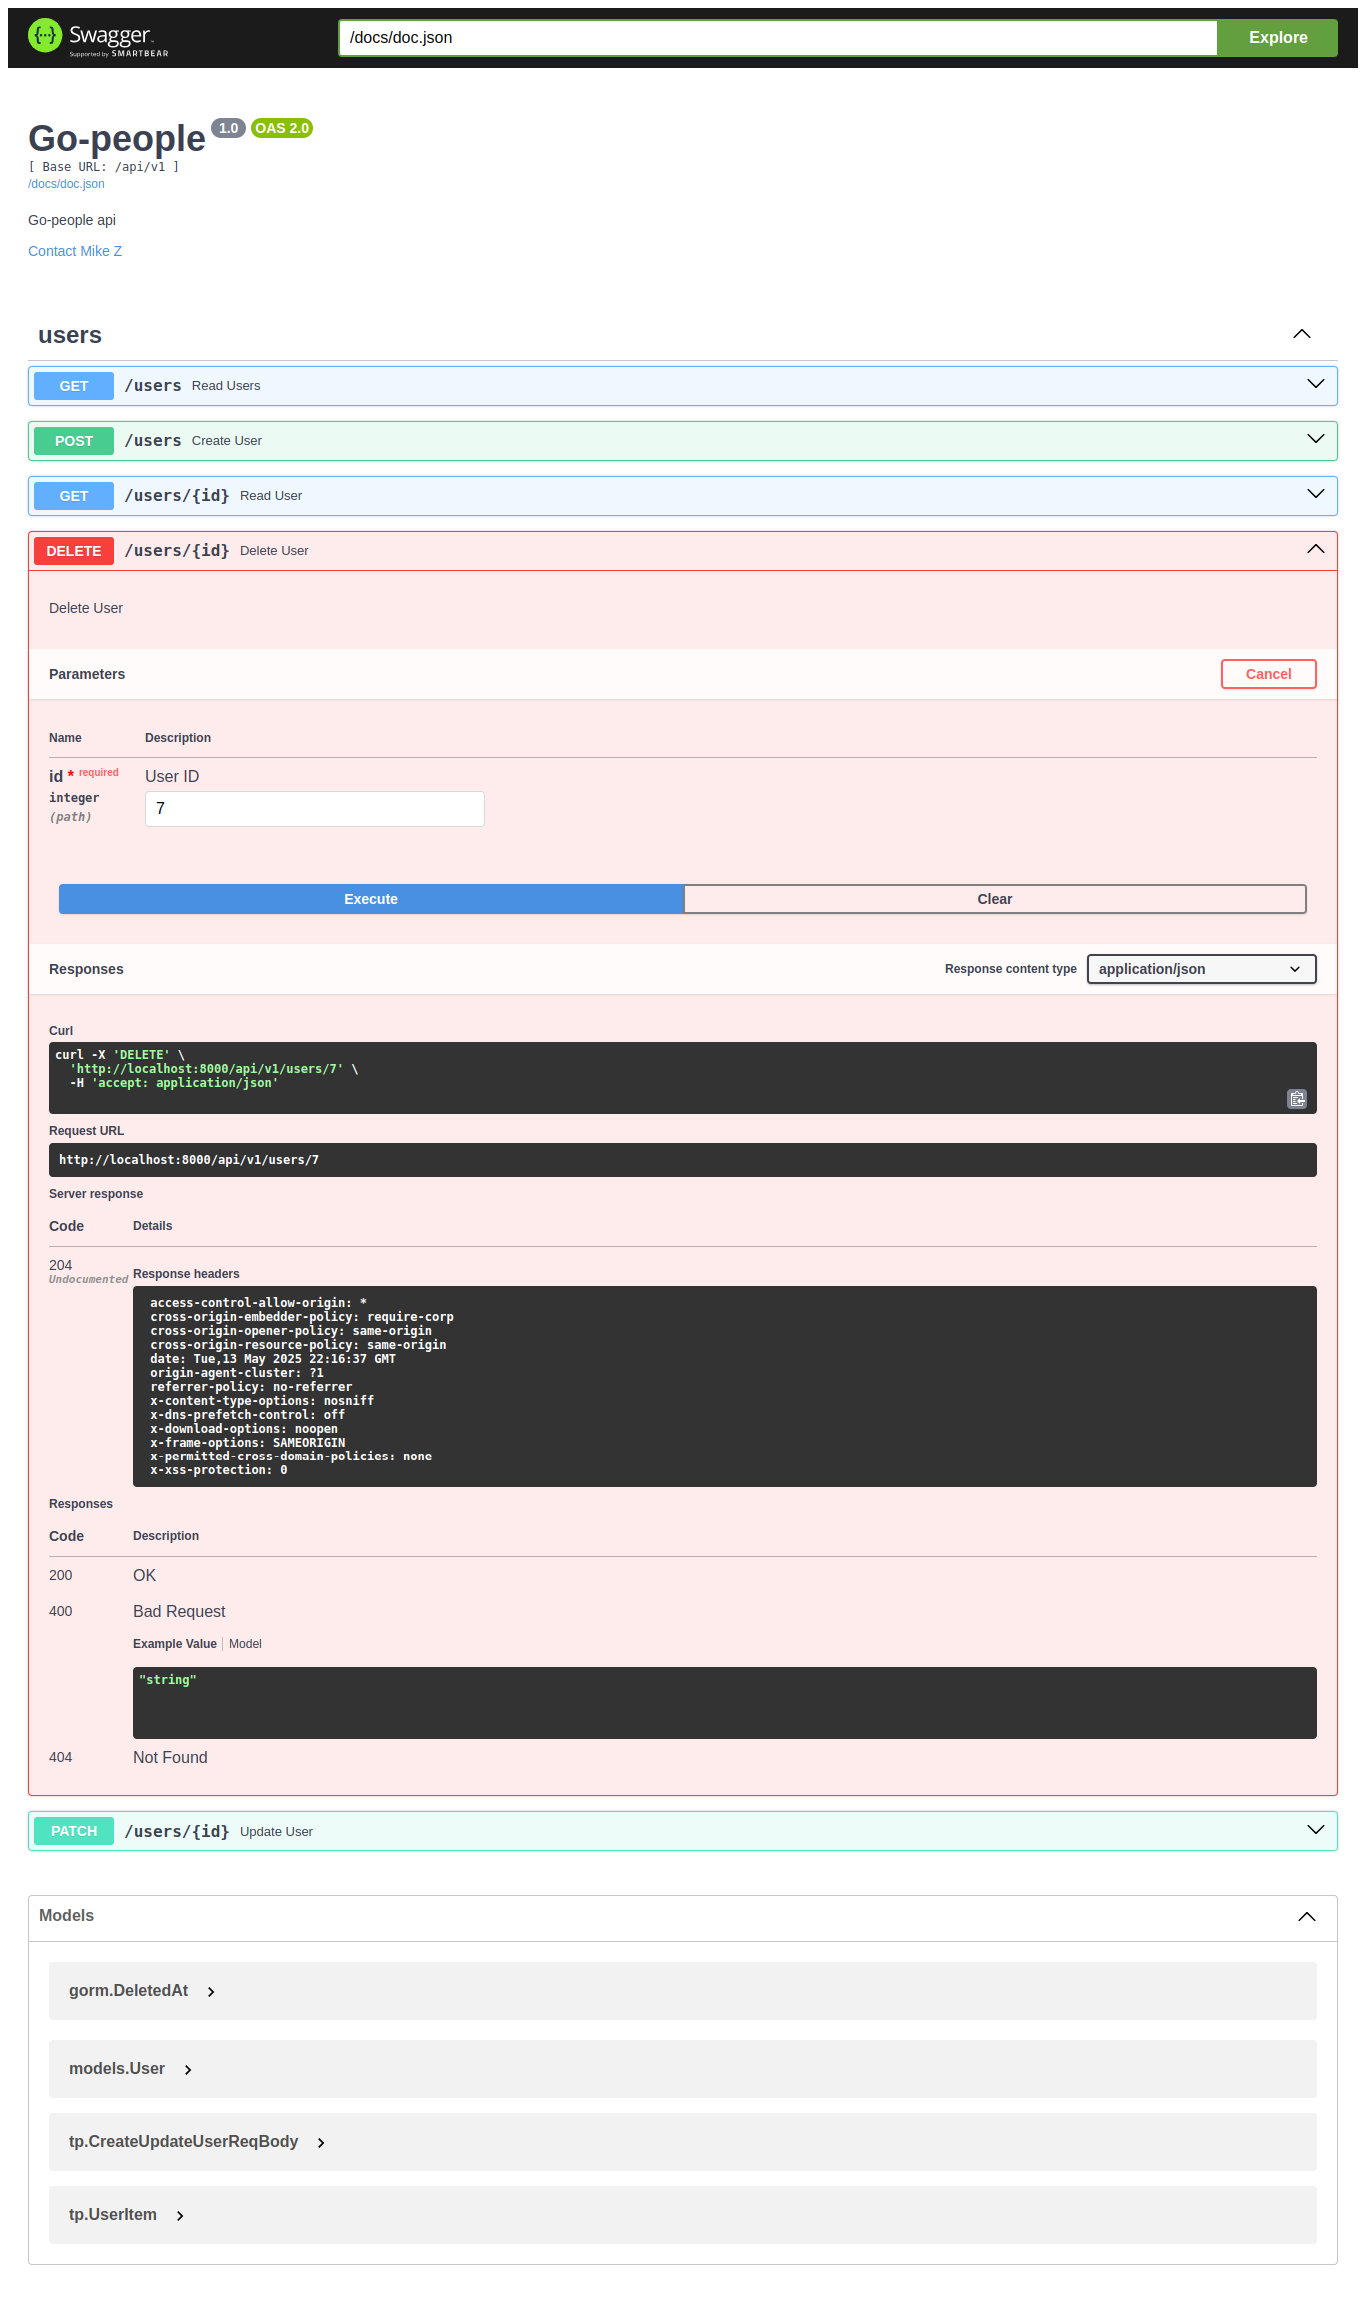 Swagger
Supported by SMARTBEAR
/docs/doc.json
Explore
Go-people 1.0 OAS 2.0
[ Base URL: /api/v1 ]
/docs/doc.json
Go-people api
Contact Mike Z
users
GET /users Read Users
POST /users Create User
GET /users/{id} Read User
DELETE /users/{id} Delete User
Delete User
Parameters
Cancel
Name Description
id * required User ID
integer
7
(path)
Execute Clear
Responses Response content type application/json
Curl
curl -X 'DELETE' \
'http://localhost:8000/api/v1/users/7' \
-H 'accept: application/json'
Request URL
http://localhost:8000/api/v1/users/7
Server response
Code Details
204
Undocumented Response headers
access-control-allow-origin: *
cross-origin-embedder-policy: require-corp
cross-origin-opener-policy: same-origin
cross-origin-resource-policy: same-origin
date: Tue,13 May 2025 22:16:37 GMT
origin-agent-cluster: ?1
referrer-policy: no-referrer
x-content-type-options: nosniff
x-dns-prefetch-control: off
x-download-options: noopen
x-frame-options: SAMEORIGIN
x-permitted-cross-domain-policies: none
x-xss-protection: 0
Responses
Code Description
200 OK
400 Bad Request
Example Value Model
"string"
404 Not Found
PATCH /users/{id} Update User
Models
gorm.DeletedAt
models.User
tp.CreateUpdateUserReqBody
tp.UserItem